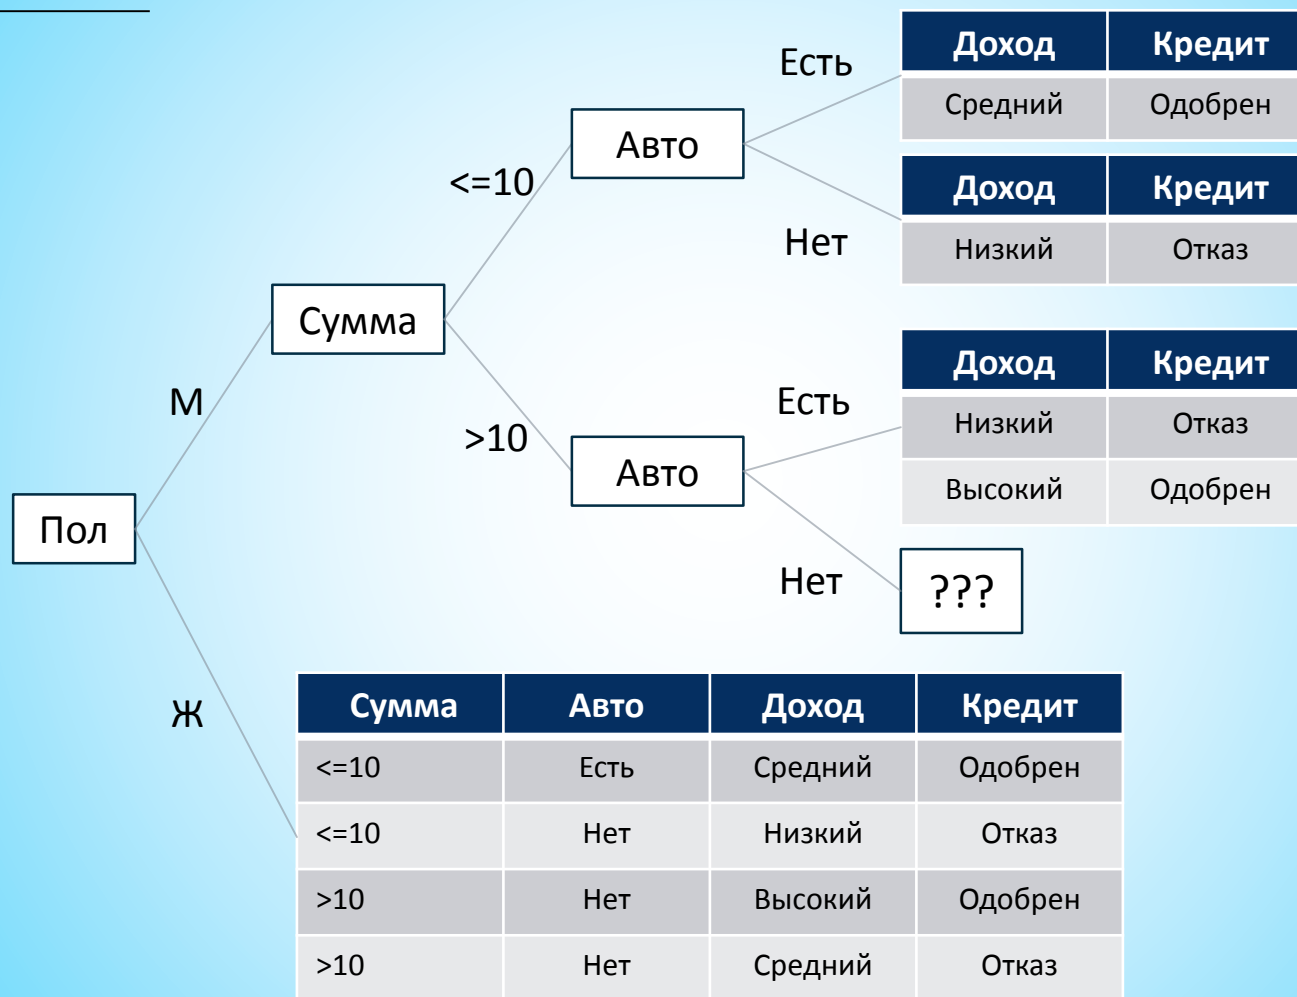 Есть
Доход Кредит
Средний Одобрен
Авто
<=10
Доход Кредит
Нет
Низкий Отказ
Сумма
Доход Кредит
М
Есть
Низкий Отказ
>10
Авто
Высокий Одобрен
Пол
Нет
???
Ж
Сумма Авто Доход Кредит
<=10 Есть Средний Одобрен
<=10 Нет Низкий Отказ
>10 Нет Высокий Одобрен
>10 Нет Средний Отказ